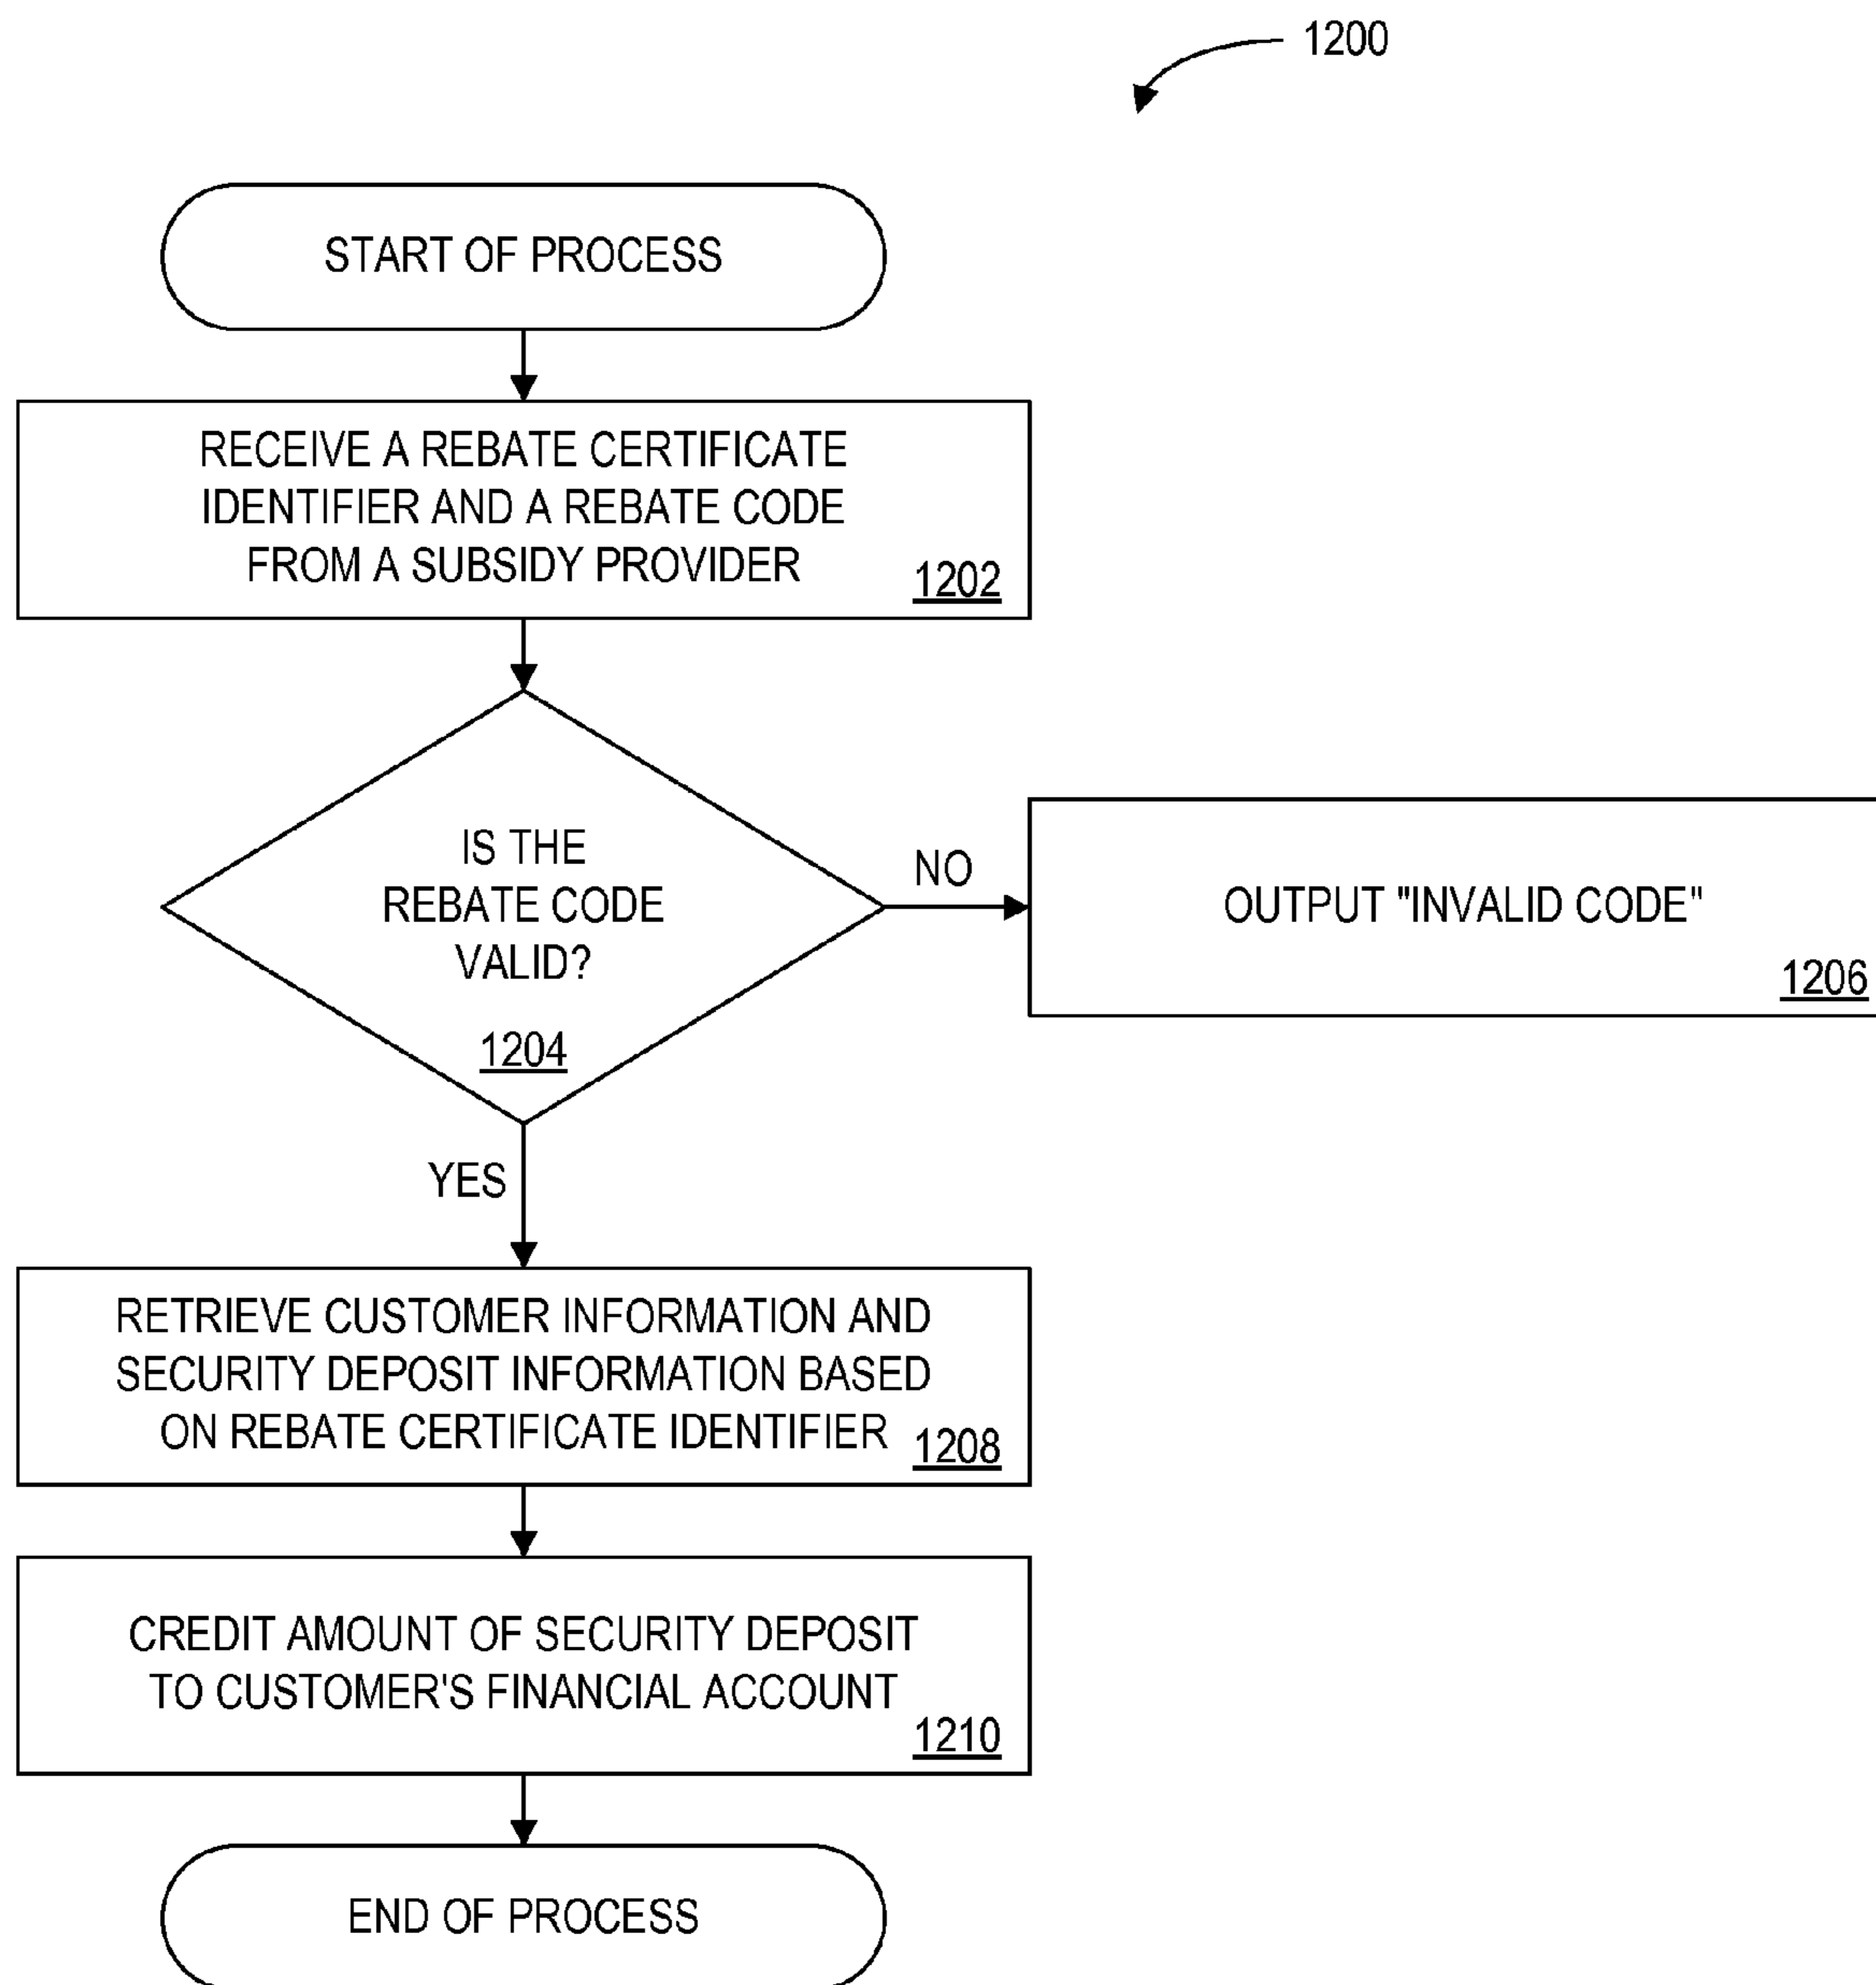 1200
START OF PROCESS
RECEIVE A REBATE CERTIFICATE
IDENTIFIER AND A REBATE CODE
FROM A SUBSIDY PROVIDER
1202
IS THE
REBATE CODE
VALID?
1204
NO
OUTPUT "INVALID CODE"
1206
YES
RETRIEVE CUSTOMER INFORMATION AND
SECURITY DEPOSIT INFORMATION BASED
ON REBATE CERTIFICATE IDENTIFIER
1208
CREDIT AMOUNT OF SECURITY DEPOSIT
TO CUSTOMER'S FINANCIAL ACCOUNT
1210
END OF PROCESS